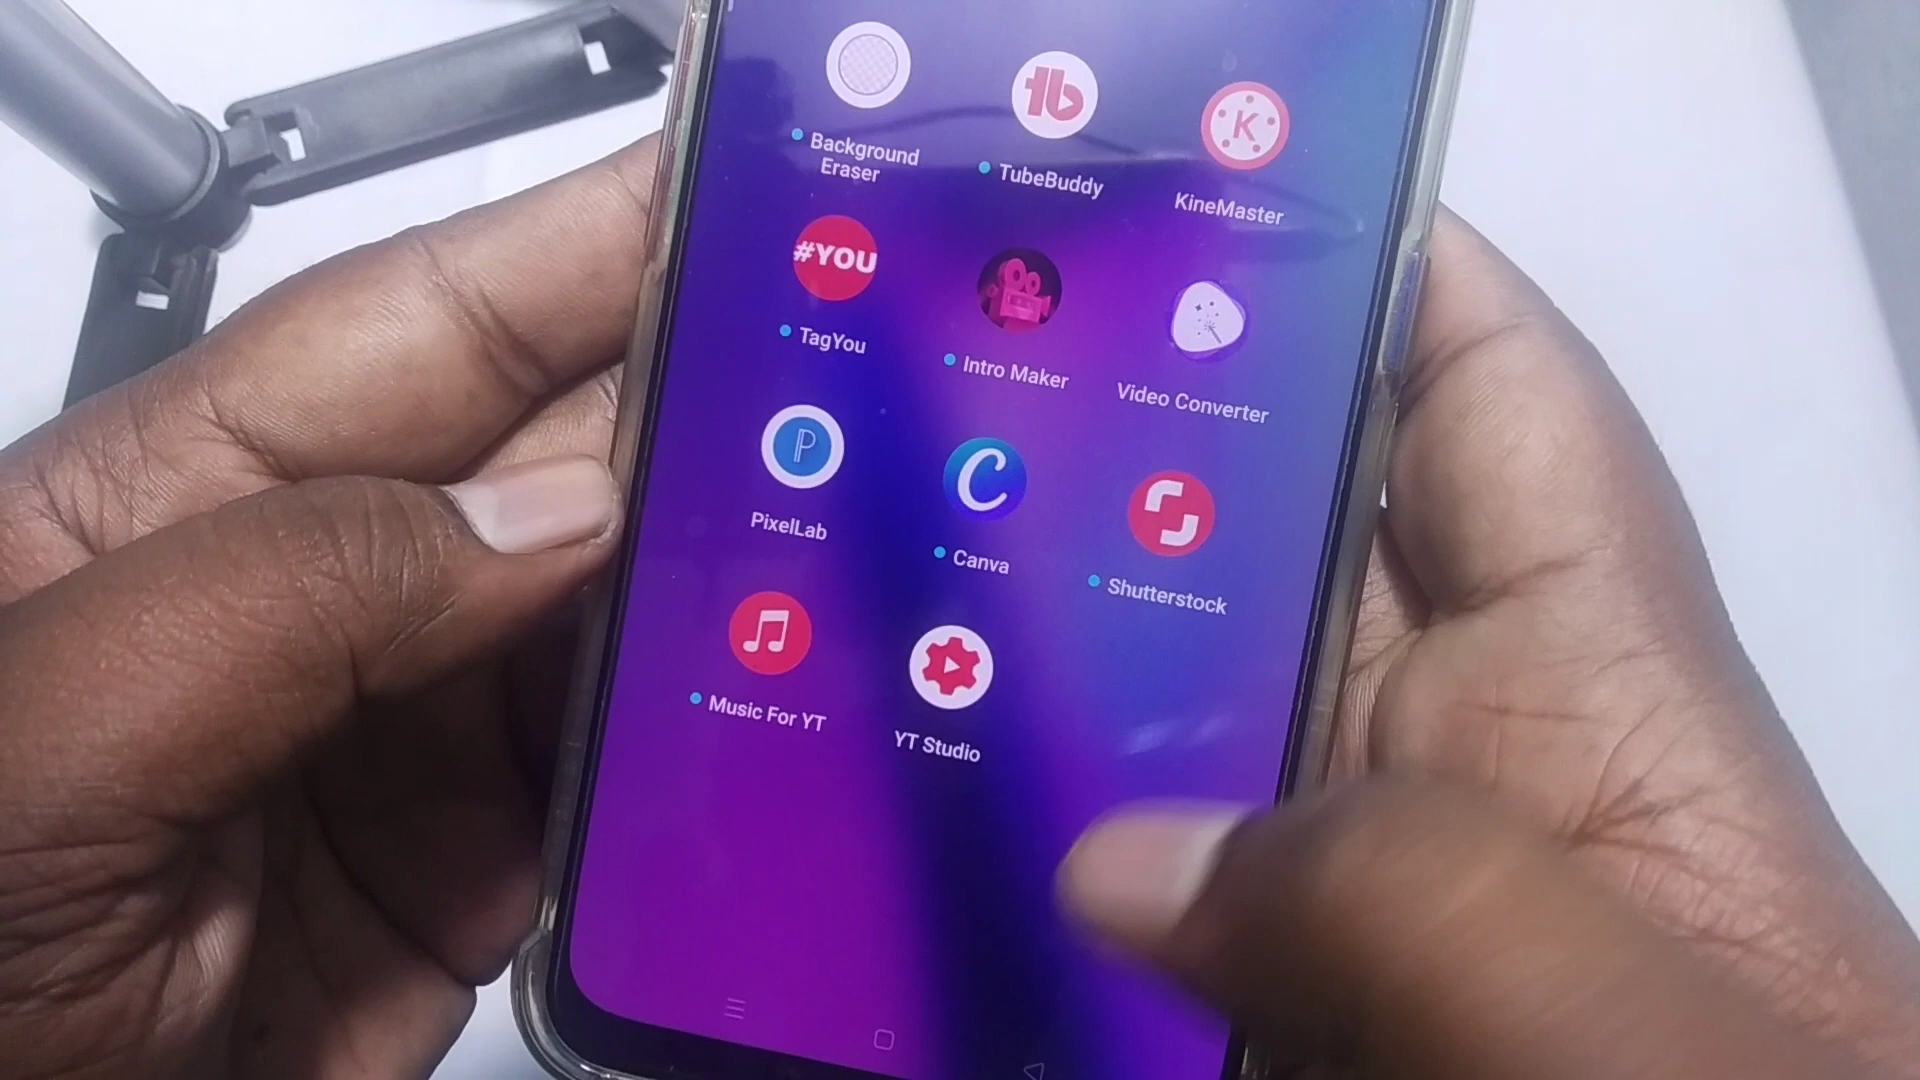 Background
Eraser
TubeBuddy
KineMaster
#YOU
TagYou
Intro Maker
Video Converter
PixelLab
Canva
Shutterstock
Music For YT
YT Studio